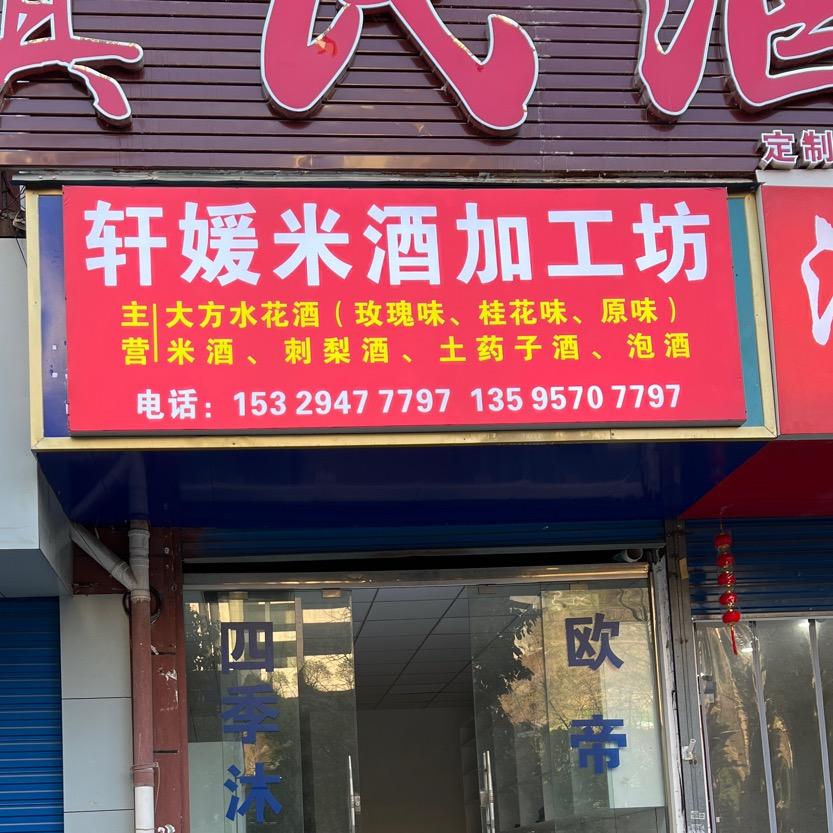 民酒
定制
轩媛米酒加工坊
主营 大方水花酒（玫瑰味、桂花味、原味）
米酒、刺梨酒、土药子酒、泡酒
电话：153 2947 7797 135 9570 7797
四季沐
欧帝